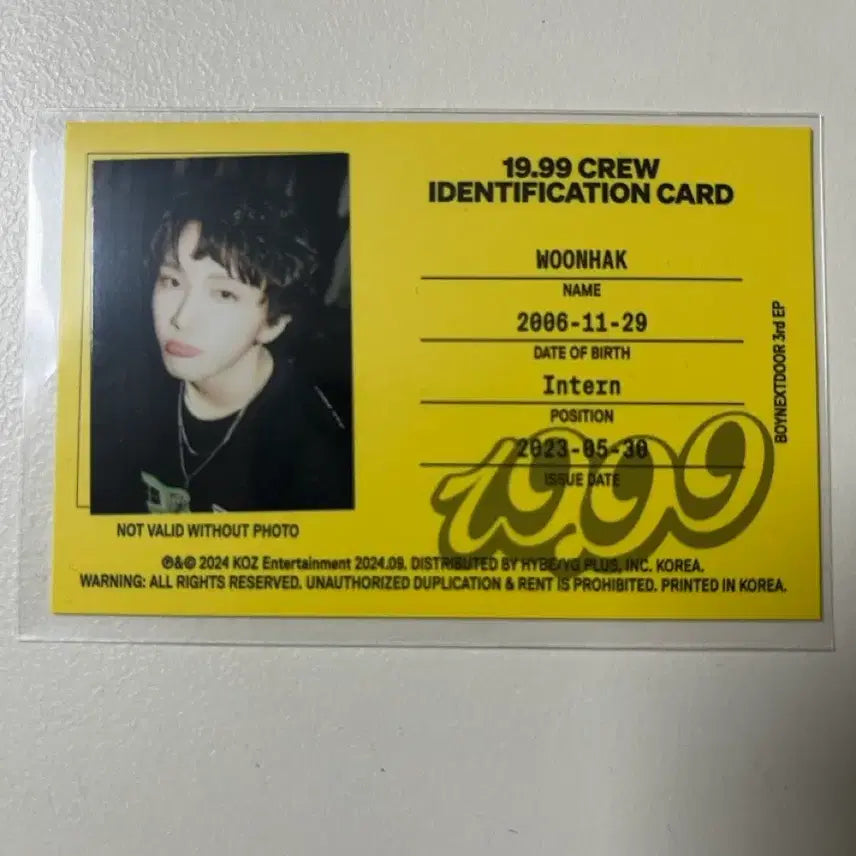 19.99 CREW
IDENTIFICATION CARD
WOONHAK
NAME
2006-11-29
DATE OF BIRTH
Intern
POSITION
2023-05-30
ISSUE DATE
1999
BOYNEXTDOOR 3rd EP
NOT VALID WITHOUT PHOTO
℗&© 2024 KOZ Entertainment 2024.09. DISTRIBUTED BY HYBE/YG PLUS, INC. KOREA.
WARNING: ALL RIGHTS RESERVED. UNAUTHORIZED DUPLICATION & RENT IS PROHIBITED. PRINTED IN KOREA.